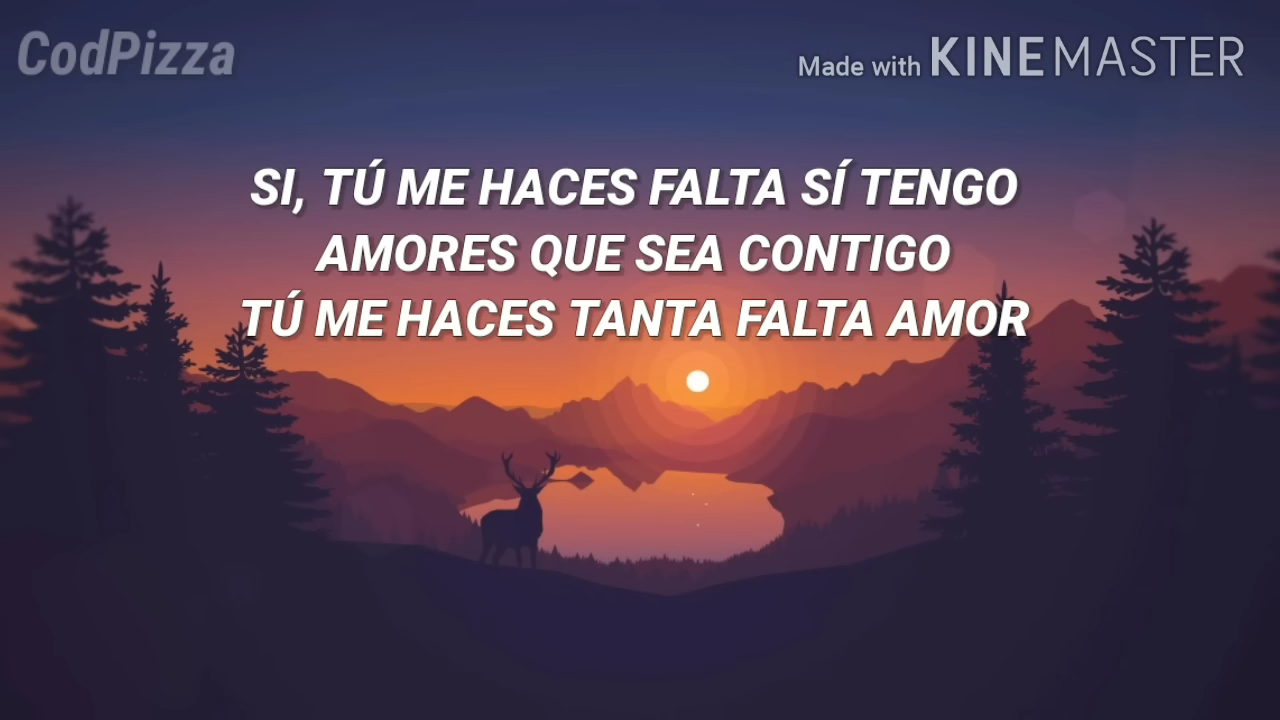 CodPizza
Made with KINEMASTER
SI, TÚ ME HACES FALTA SÍ TENGO
AMORES QUE SEA CONTIGO
TÚ ME HACES TANTA FALTA AMOR